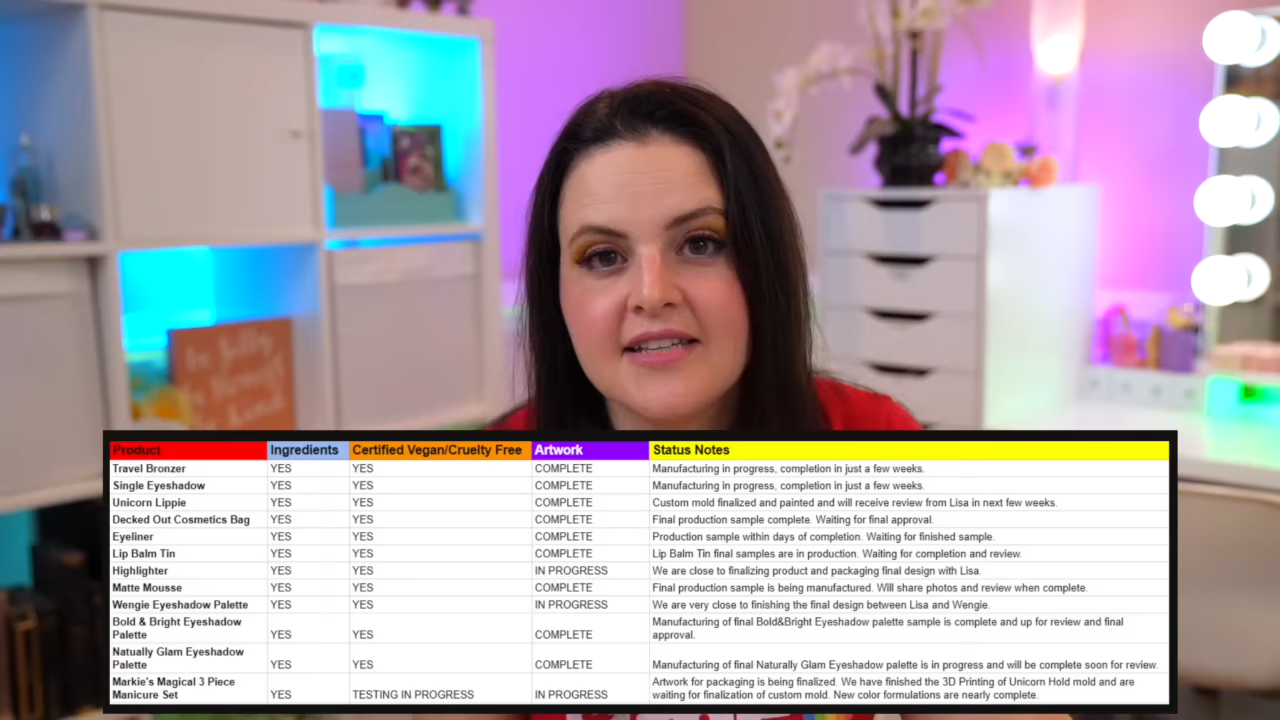 In
kind
Product Ingredients Certified Vegan/Cruelty Free Artwork Status Notes
Travel Bronzer YES YES COMPLETE Manufacturing in progress, completion in just a few weeks.
Single Eyeshadow YES YES COMPLETE Manufacturing in progress, completion in just a few weeks.
Unicorn Lippie YES YES COMPLETE Custom mold finalized and painted and will receive review from Lisa in next few weeks.
Decked Out Cosmetics Bag YES YES COMPLETE Final production sample complete. Waiting for final approval.
Eyeliner YES YES COMPLETE Production sample within days of completion. Waiting for finished sample.
Lip Balm Tin YES YES COMPLETE Lip Balm Tin final samples are in production. Waiting for completion and review.
Highlighter YES YES IN PROGRESS We are close to finalizing product and packaging final design with Lisa.
Matte Mousse YES YES COMPLETE Final production sample is being manufactured. Will share photos and review when complete.
Wengie Eyeshadow Palette YES YES IN PROGRESS We are very close to finishing the final design between Lisa and Wengie.
Bold & Bright Eyeshadow Manufacturing of final Bold&Bright Eyeshadow palette sample is complete and up for review and final
Palette YES YES COMPLETE approval.
Natually Glam Eyeshadow
Palette YES YES COMPLETE Manufacturing of final Naturally Glam Eyeshadow palette is in progress and will be complete soon for review.
Markie's Magical 3 Piece Artwork for packaging is being finalized. We have finished the 3D Printing of Unicorn Hold mold and are
Manicure Set YES TESTING IN PROGRESS IN PROGRESS waiting for finalization of custom mold. New color formulations are nearly complete.